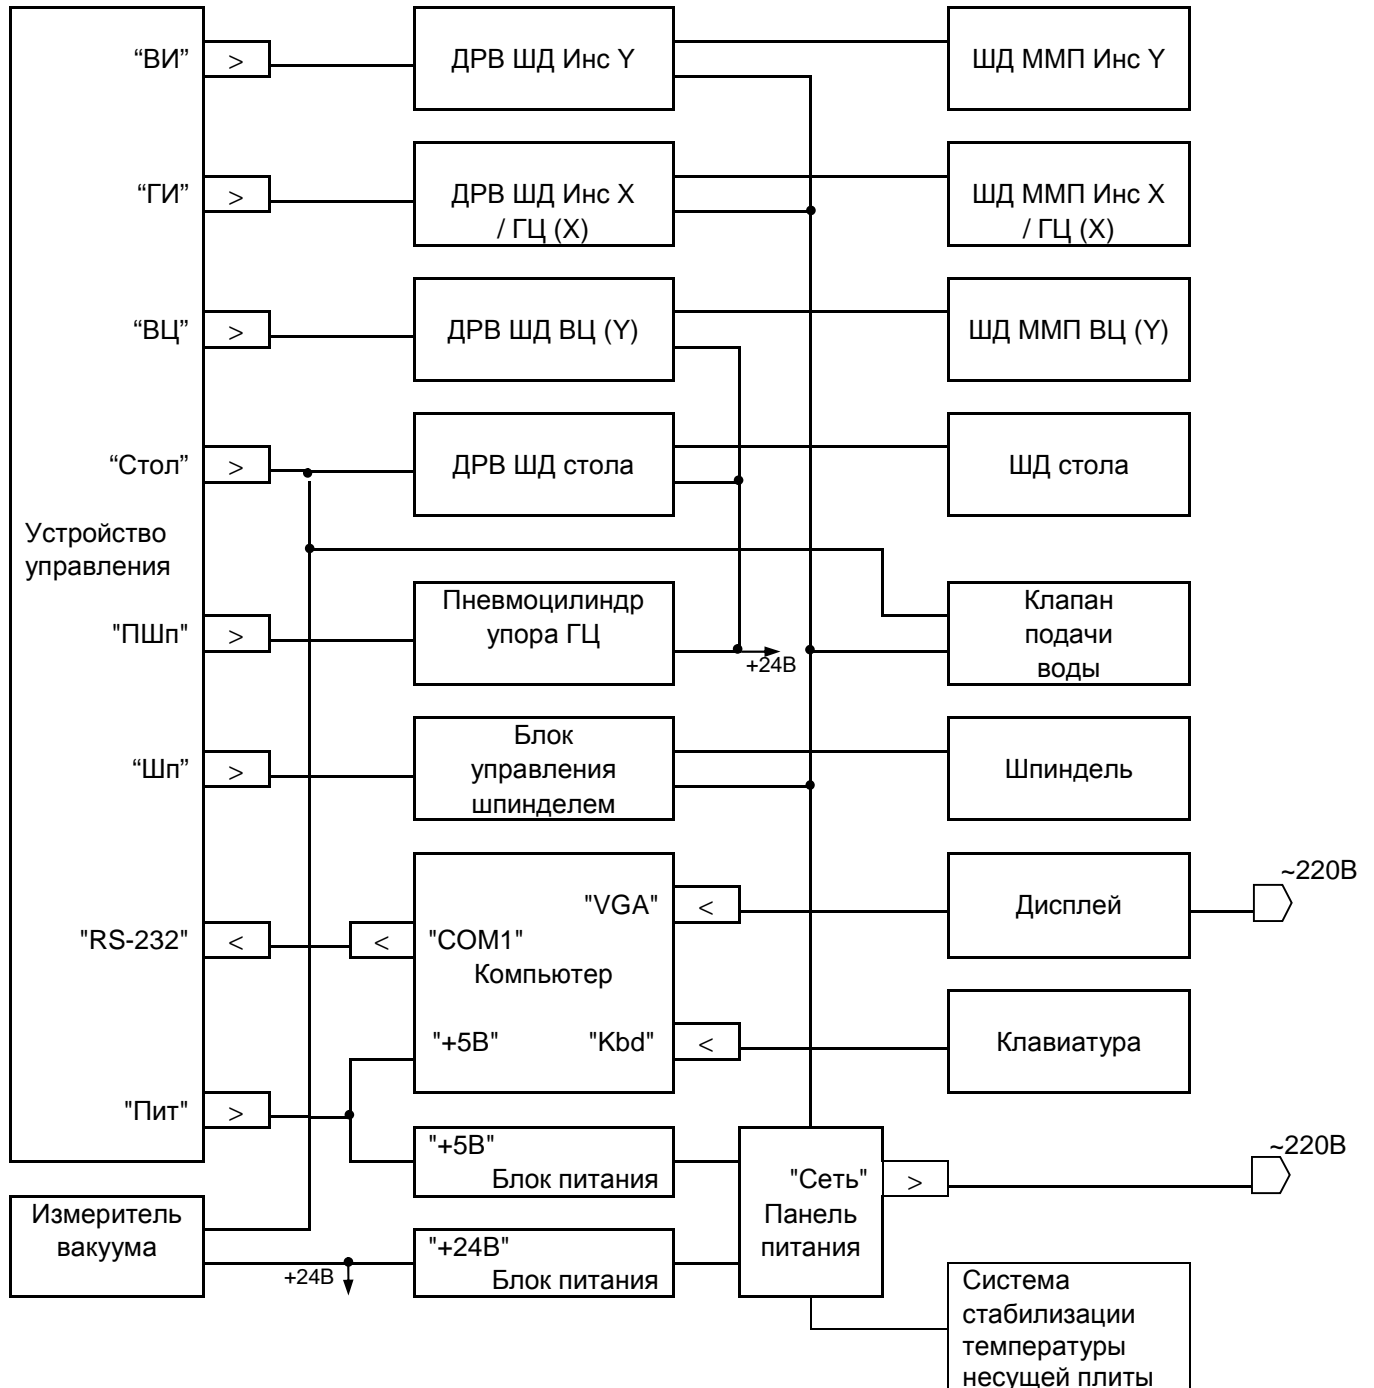 “ВИ”
>
ДРВ ШД Инс Y
ШД ММП Инс Y
“ГИ”
>
ДРВ ШД Инс X
/ ГЦ (X)
ШД ММП Инс X
/ ГЦ (X)
“ВЦ”
>
ДРВ ШД ВЦ (Y)
ШД ММП ВЦ (Y)
“Стол”
>
ДРВ ШД стола
ШД стола
Устройство
управления
"ПШп"
>
Пневмоцилиндр
упора ГЦ
+24В
Клапан
подачи
воды
“Шп”
>
Блок
управления
шпинделем
Шпиндель
"RS-232"
<
<
"COM1"
Компьютер
"VGA"
<
Дисплей
~220В
"+5В"
"Kbd"
<
Клавиатура
"Пит"
>
"+5В"
Блок питания
"Сеть"
>
Панель
питания
~220В
Измеритель
вакуума
+24В
"+24В"
Блок питания
Система
стабилизации
температуры
несущей плиты